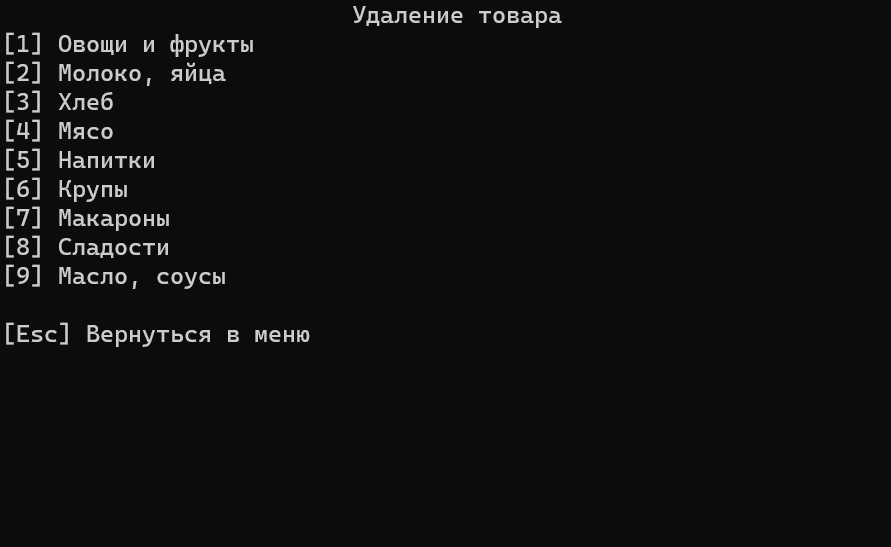 Удаление товара
[1] Овощи и фрукты
[2] Молоко, яйца
[3] Хлеб
[4] Мясо
[5] Напитки
[6] Крупы
[7] Макароны
[8] Сладости
[9] Масло, соусы
[Esc] Вернуться в меню